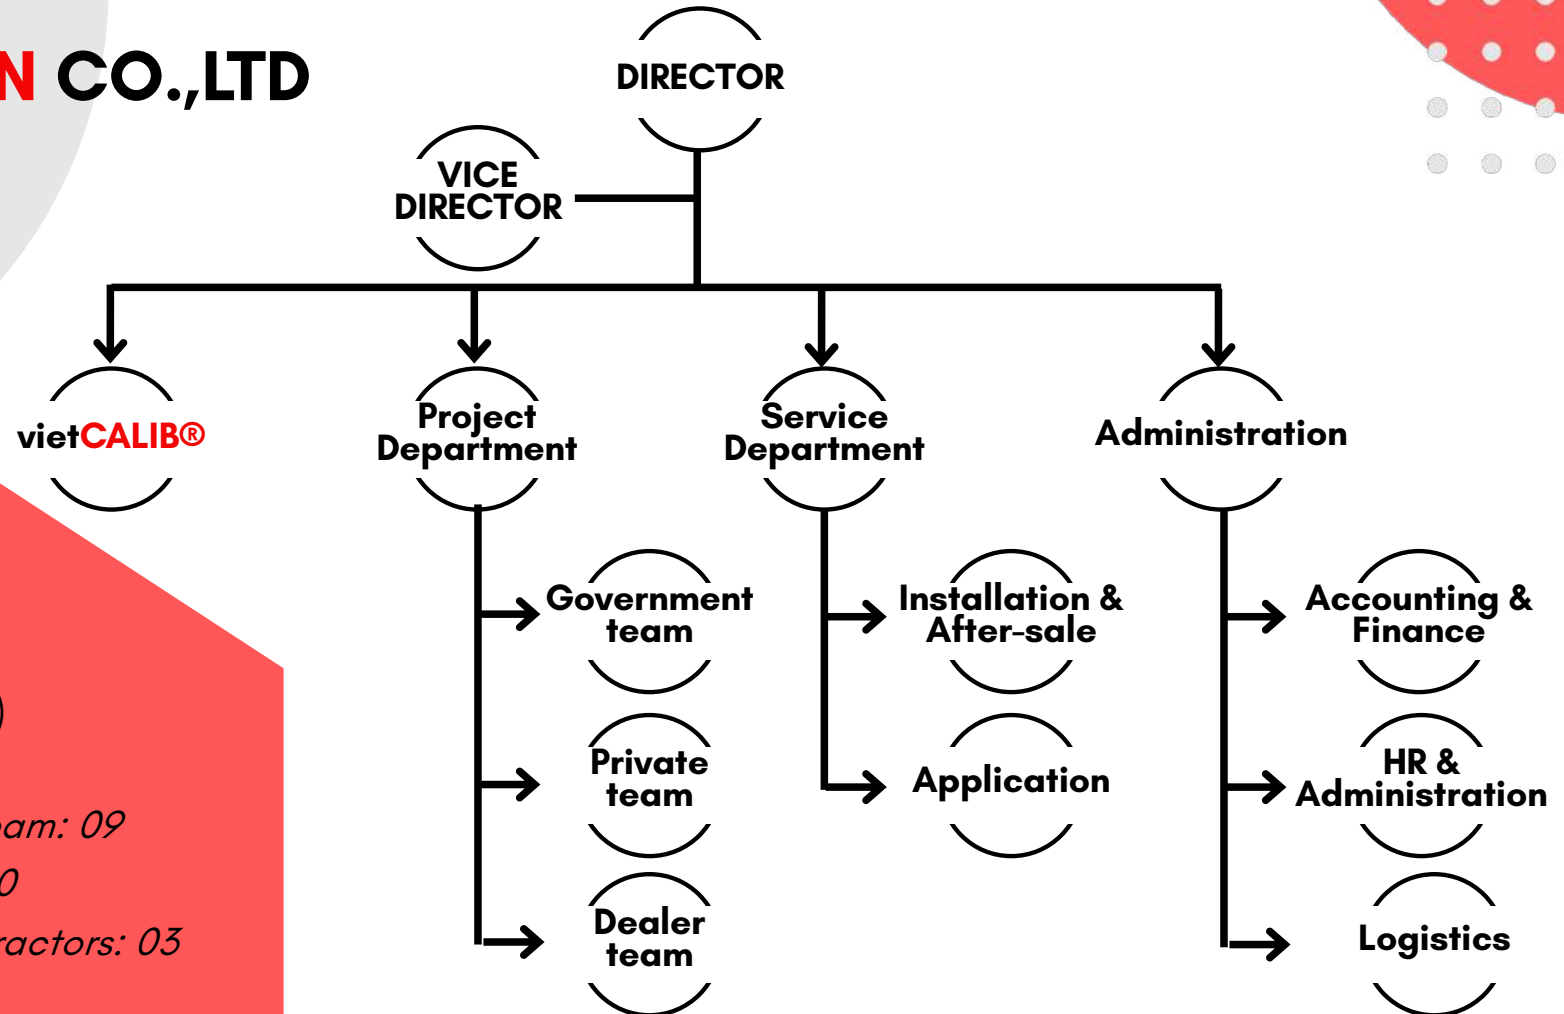 N CO.,LTD
DIRECTOR
VICE
DIRECTOR
vietCALIB®
Project
Department
Service
Department
Administration
Government
team
Installation &
After-sale
Accounting &
Finance
Private
team
Application
HR &
Administration
Dealer
team
Logistics
)
eam: 09
0
ractors: 03